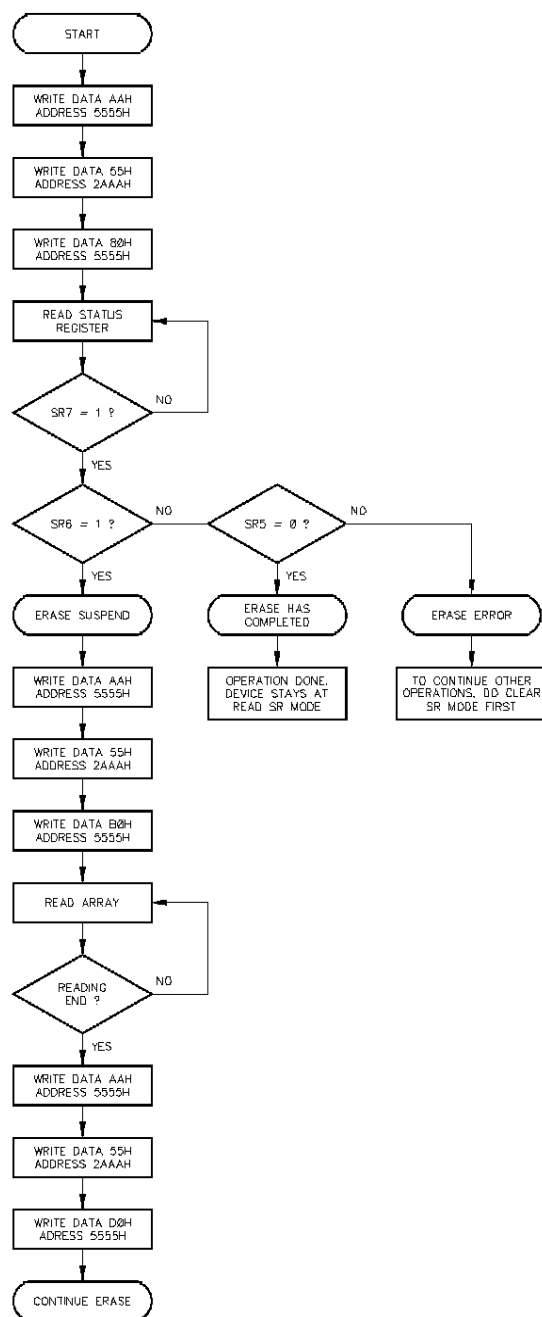 START
WRITE DATA AAH
ADDRESS 5555H
WRITE DATA 55H
ADDRESS 2AAAH
WRITE DATA 80H
ADDRESS 5555H
READ STATUS
REGISTER
NO
SR7 = 1 ?
YES
SR6 = 1 ?
NO
SR5 = 0 ?
NO
YES
YES
ERASE SUSPEND
ERASE HAS
COMPLETED
ERASE ERROR
WRITE DATA AAH
ADDRESS 5555H
OPERATION DONE,
DEVICE STAYS AT
READ SR MODE
TO CONTINUE OTHER
OPERATIONS, DO CLEAR
SR MODE FIRST
WRITE DATA 55H
ADDRESS 2AAAH
WRITE DATA B0H
ADDRESS 5555H
READ ARRAY
READING
END ?
NO
YES
WRITE DATA AAH
ADDRESS 5555H
WRITE DATA 55H
ADDRESS 2AAAH
WRITE DATA D0H
ADRESS 5555H
CONTINUE ERASE